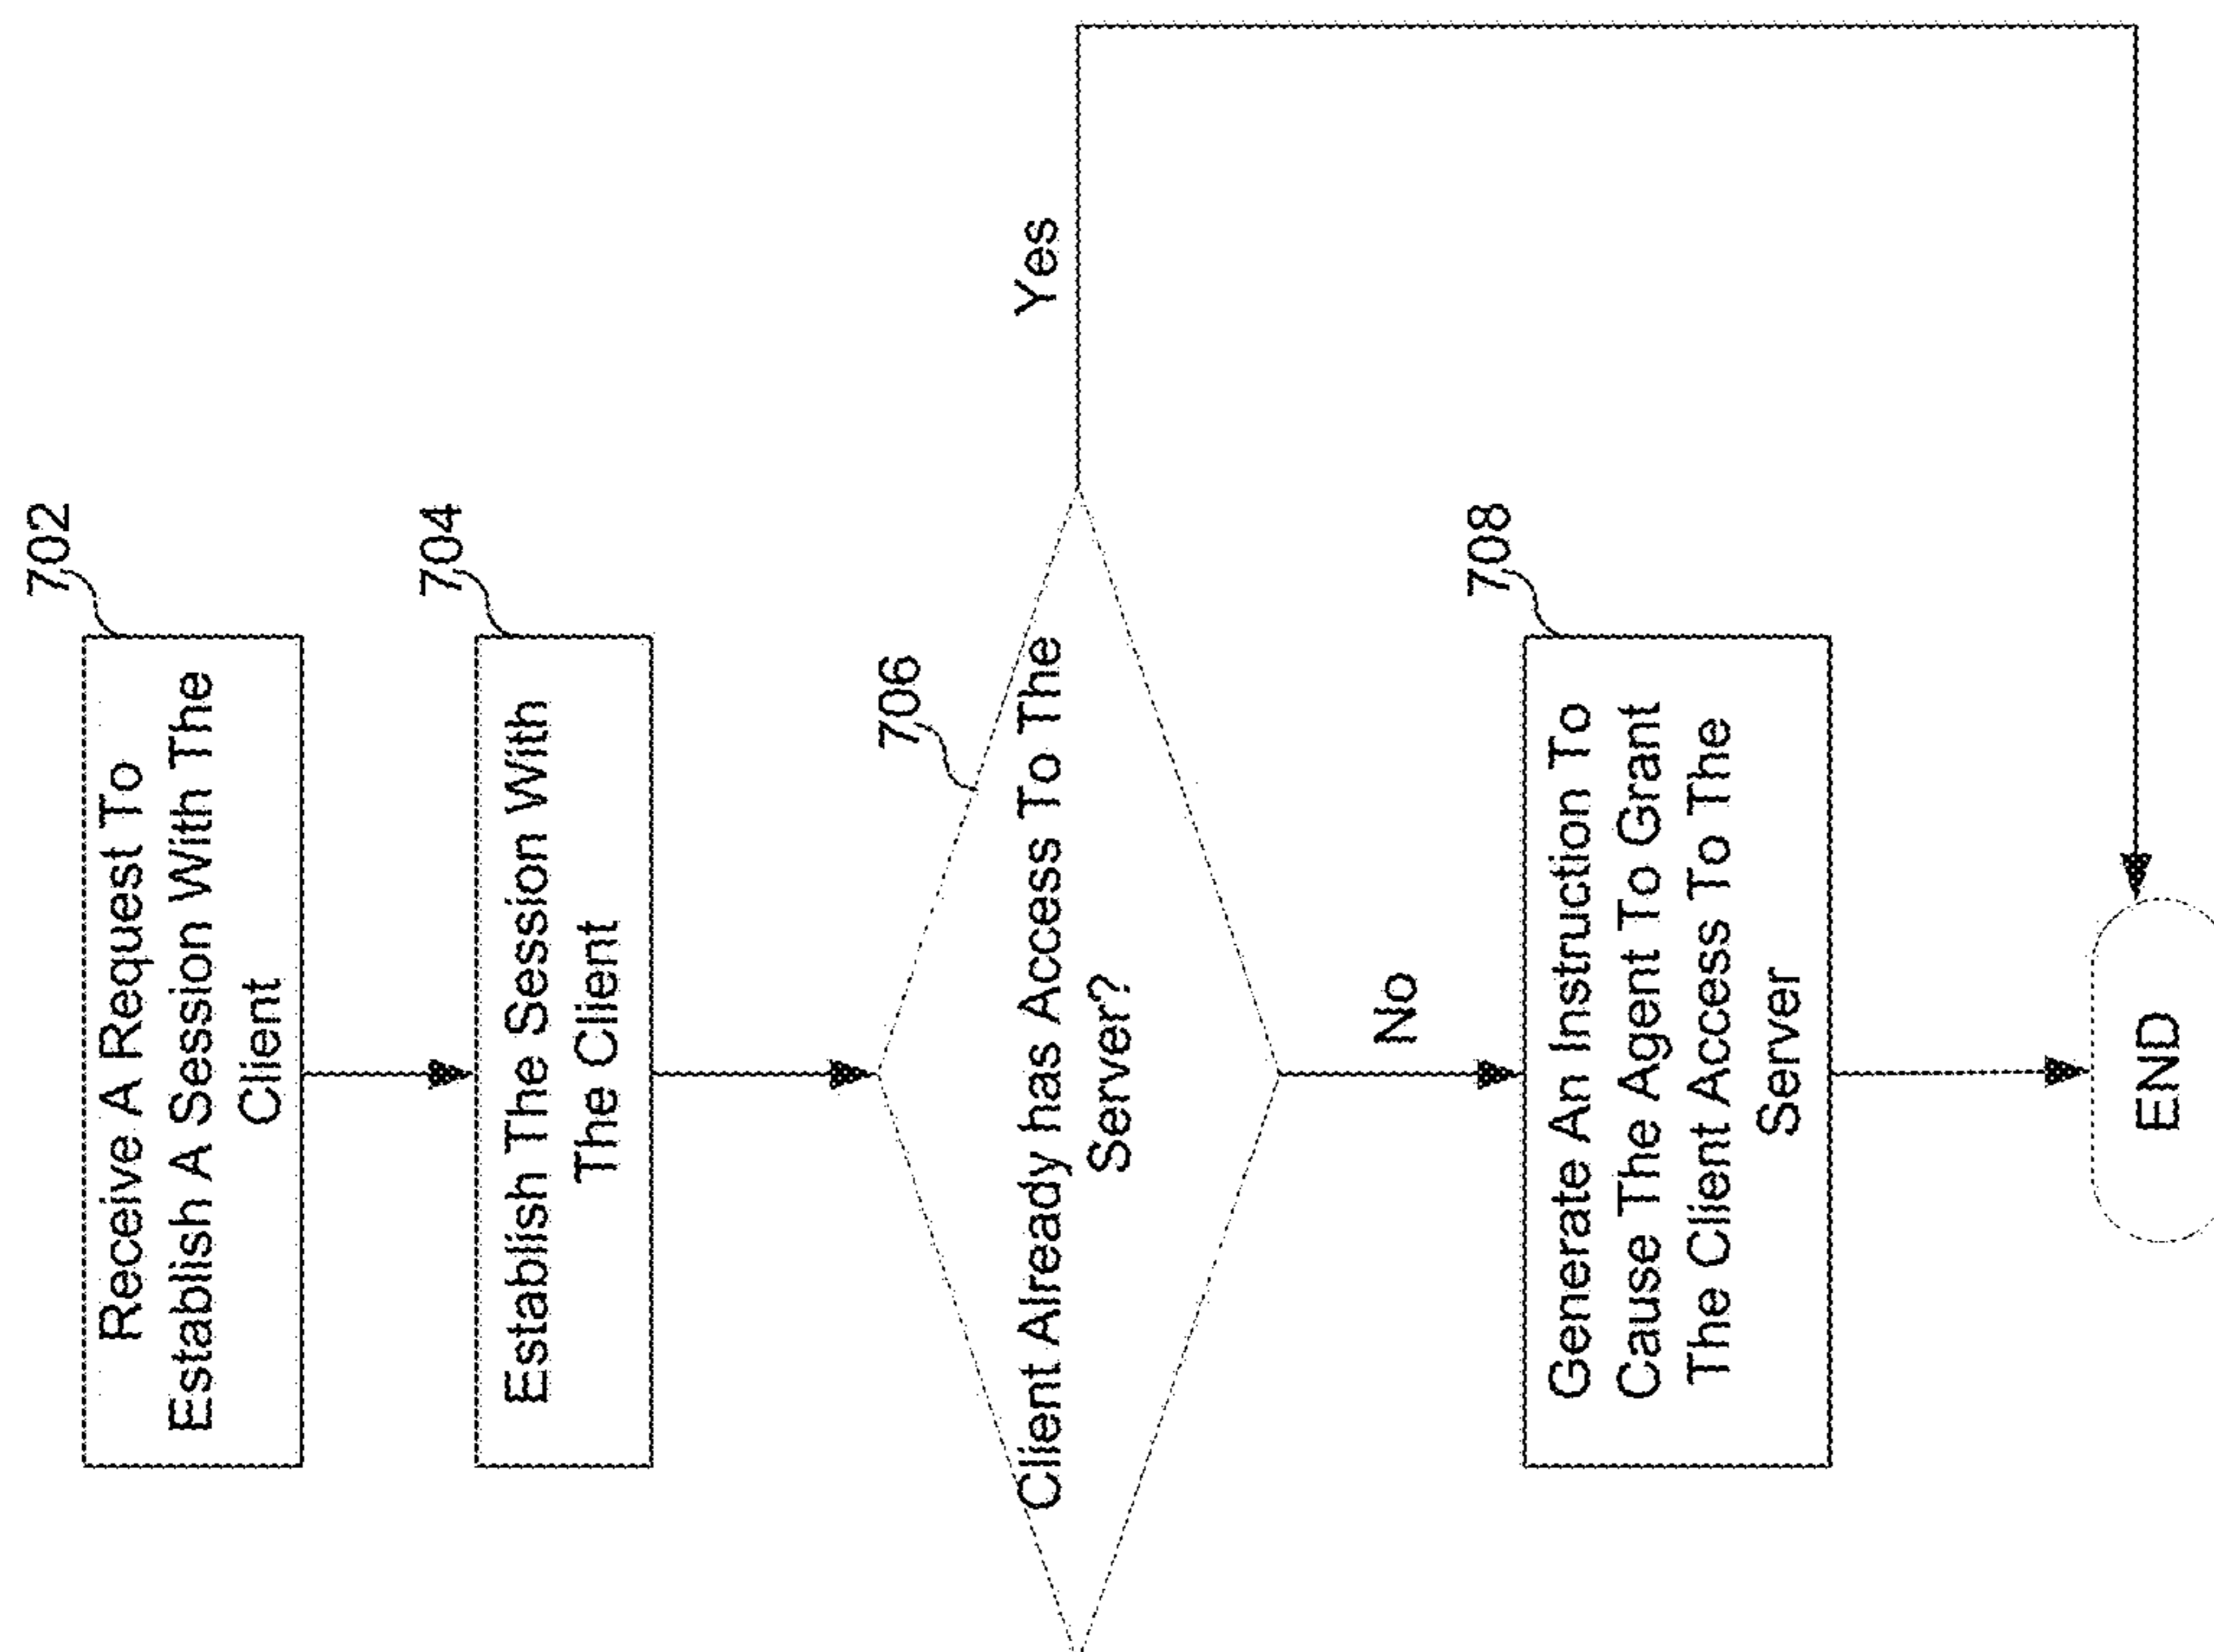 702
Receive A Request To
Establish A Session With The
Client
704
Establish The Session With
The Client
706
Client Already has Access To The
Server?
Yes
No
708
Generate An Instruction To
Cause The Agent To Grant
The Client Access To The
Server
END